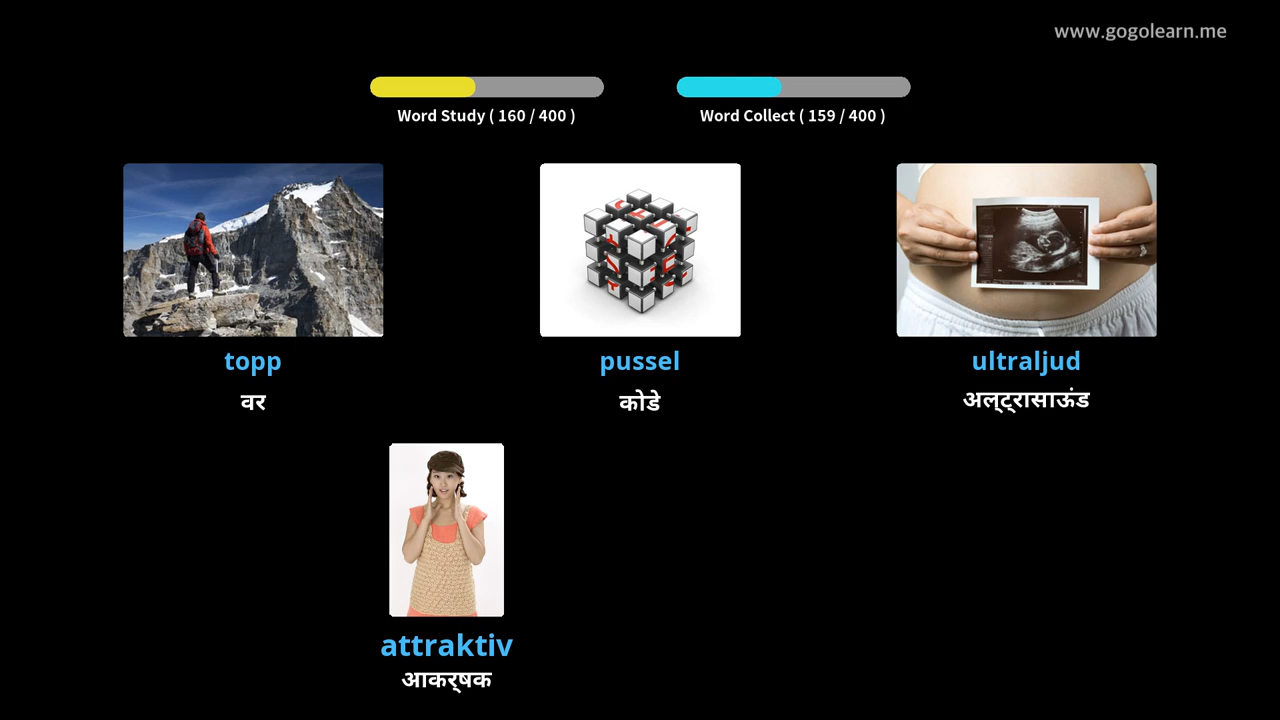 www.gogolearn.me
Word Study ( 160 / 400 )
Word Collect ( 159 / 400 )
topp
pussel
ultraljud
वर
कोडे
अल्ट्रासाऊंड
attraktiv
आकर्षक